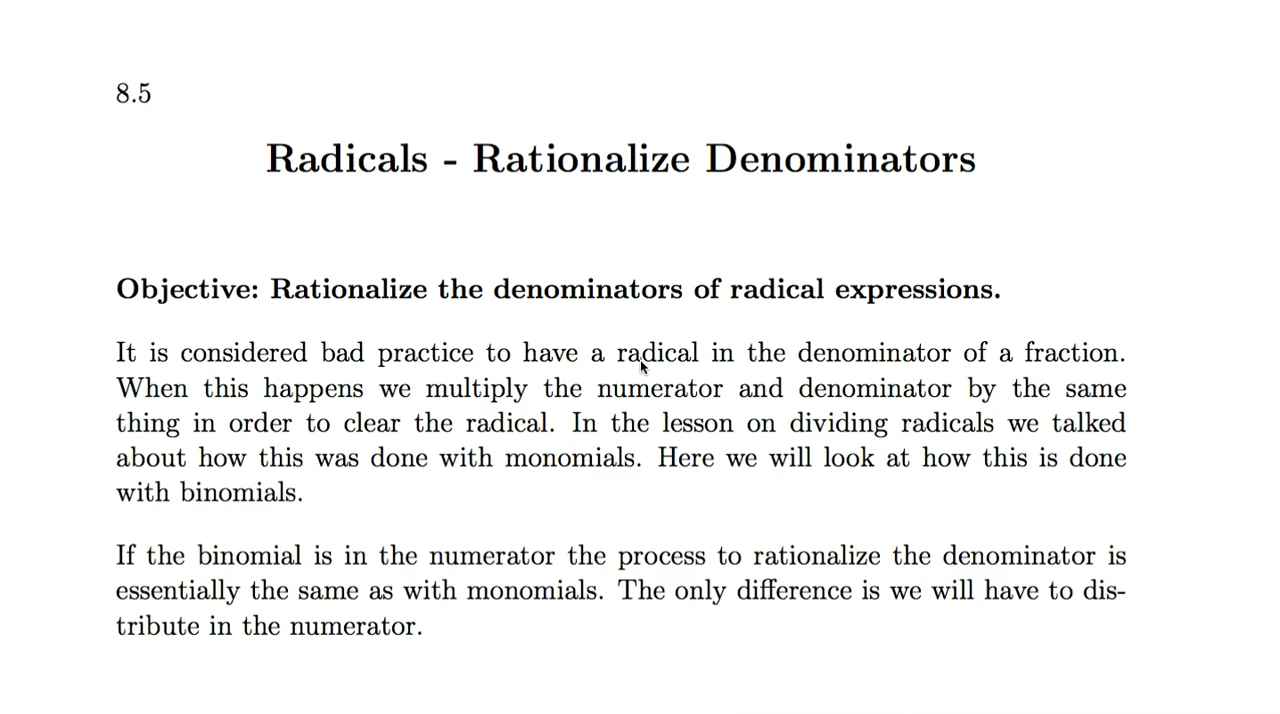 8.5
Radicals - Rationalize Denominators
Objective: Rationalize the denominators of radical expressions.
It is considered bad practice to have a radical in the denominator of a fraction.
When this happens we multiply the numerator and denominator by the same
thing in order to clear the radical. In the lesson on dividing radicals we talked
about how this was done with monomials. Here we will look at how this is done
with binomials.
If the binomial is in the numerator the process to rationalize the denominator is
essentially the same as with monomials. The only difference is we will have to dis-
tribute in the numerator.